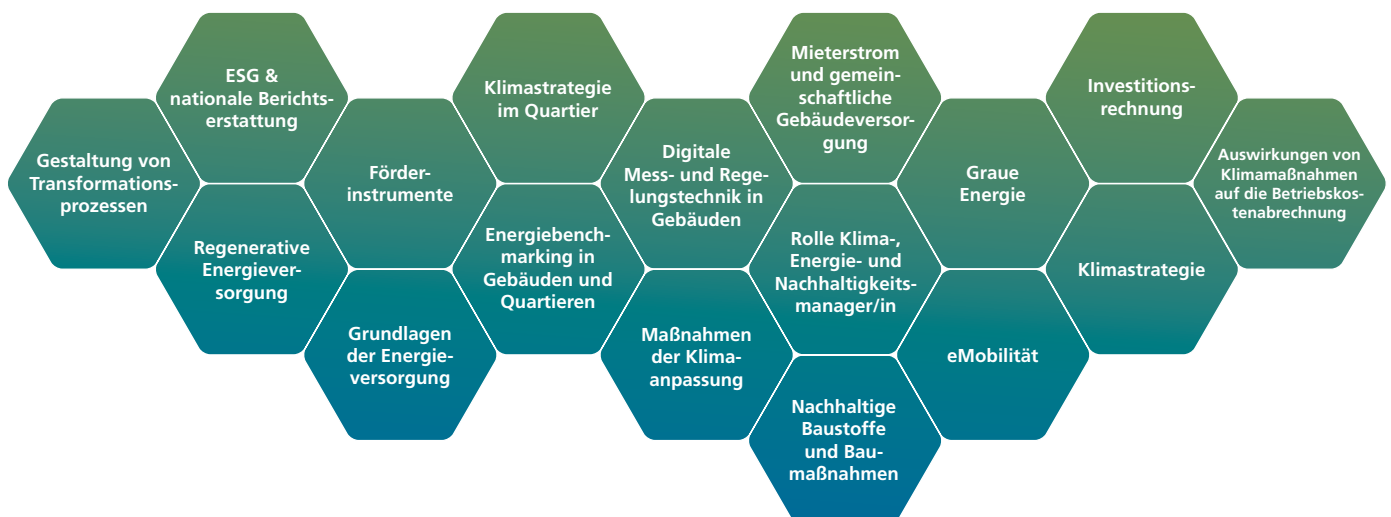 ESG &
nationale Berichts-
erstattung
Klimastrategie
im Quartier
Mieterstrom
und gemein-
schaftliche
Gebäudeversor-
gung
Investitions-
rechnung
Gestaltung von
Transformations-
prozessen
Förder-
instrumente
Digitale
Mess- und Rege-
lungstechnik in
Gebäuden
Graue
Energie
Auswirkungen von
Klimamaßnahmen
auf die Betriebskos-
tenabrechnung
Regenerative
Energiever-
sorgung
Energiebench-
marking in
Gebäuden und
Quartieren
Rolle Klima-,
Energie- und
Nachhaltigkeits-
manager/in
Klimastrategie
Grundlagen
der Energie-
versorgung
Maßnahmen
der Klima-
anpassung
eMobilität
Nachhaltige
Baustoffe
und Bau-
maßnahmen